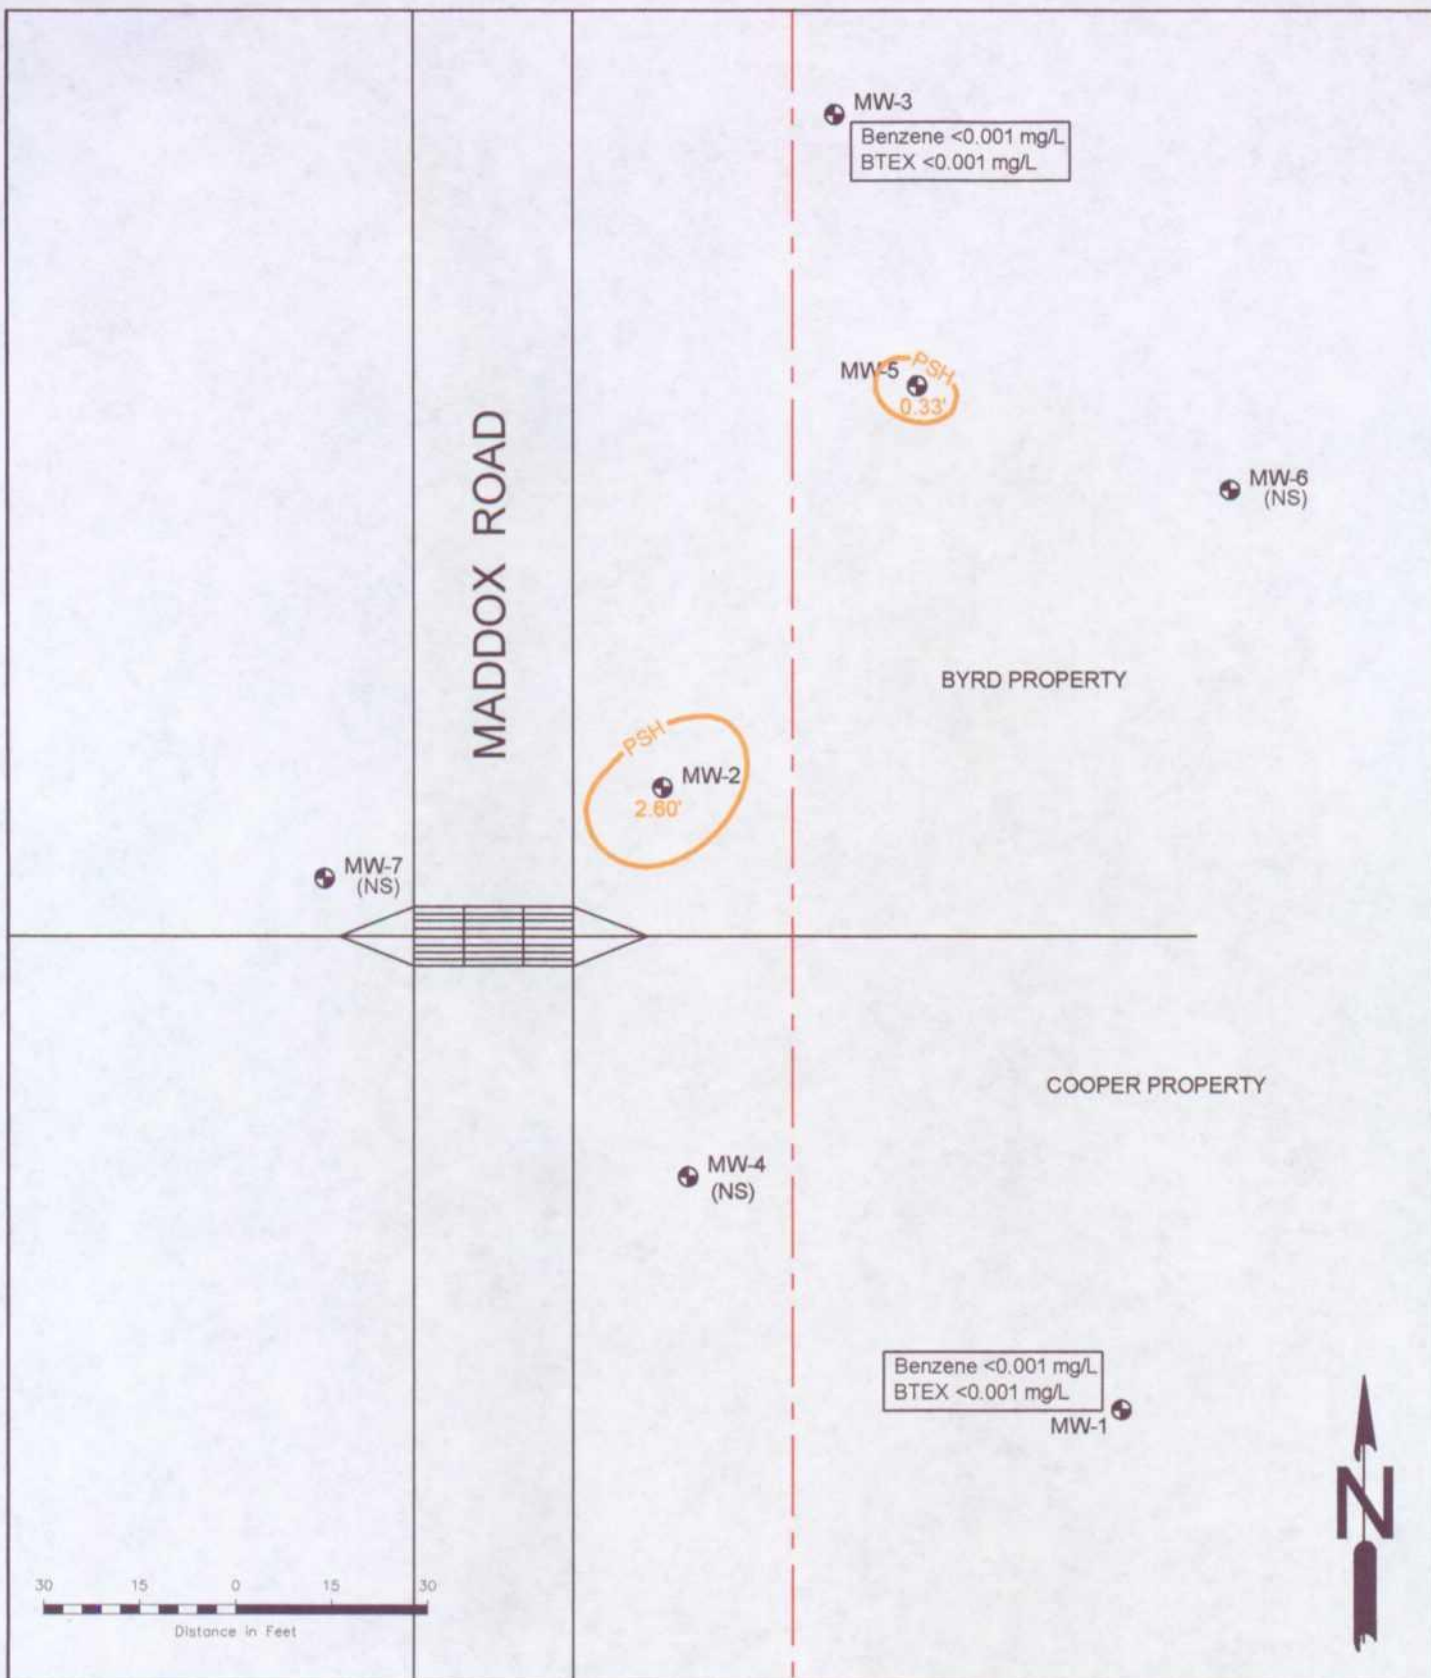 MW-3
Benzene <0.001 mg/L
BTEX <0.001 mg/L
PSH
MW-5
0.33'
MW-6
(NS)
MADDOX ROAD
BYRD PROPERTY
PSH
MW-2
2.60'
MW-7
(NS)
COOPER PROPERTY
MW-4
(NS)
Benzene <0.001 mg/L
BTEX <0.001 mg/L
MW-1
N
30 15 0 15 30
Distance in Feet